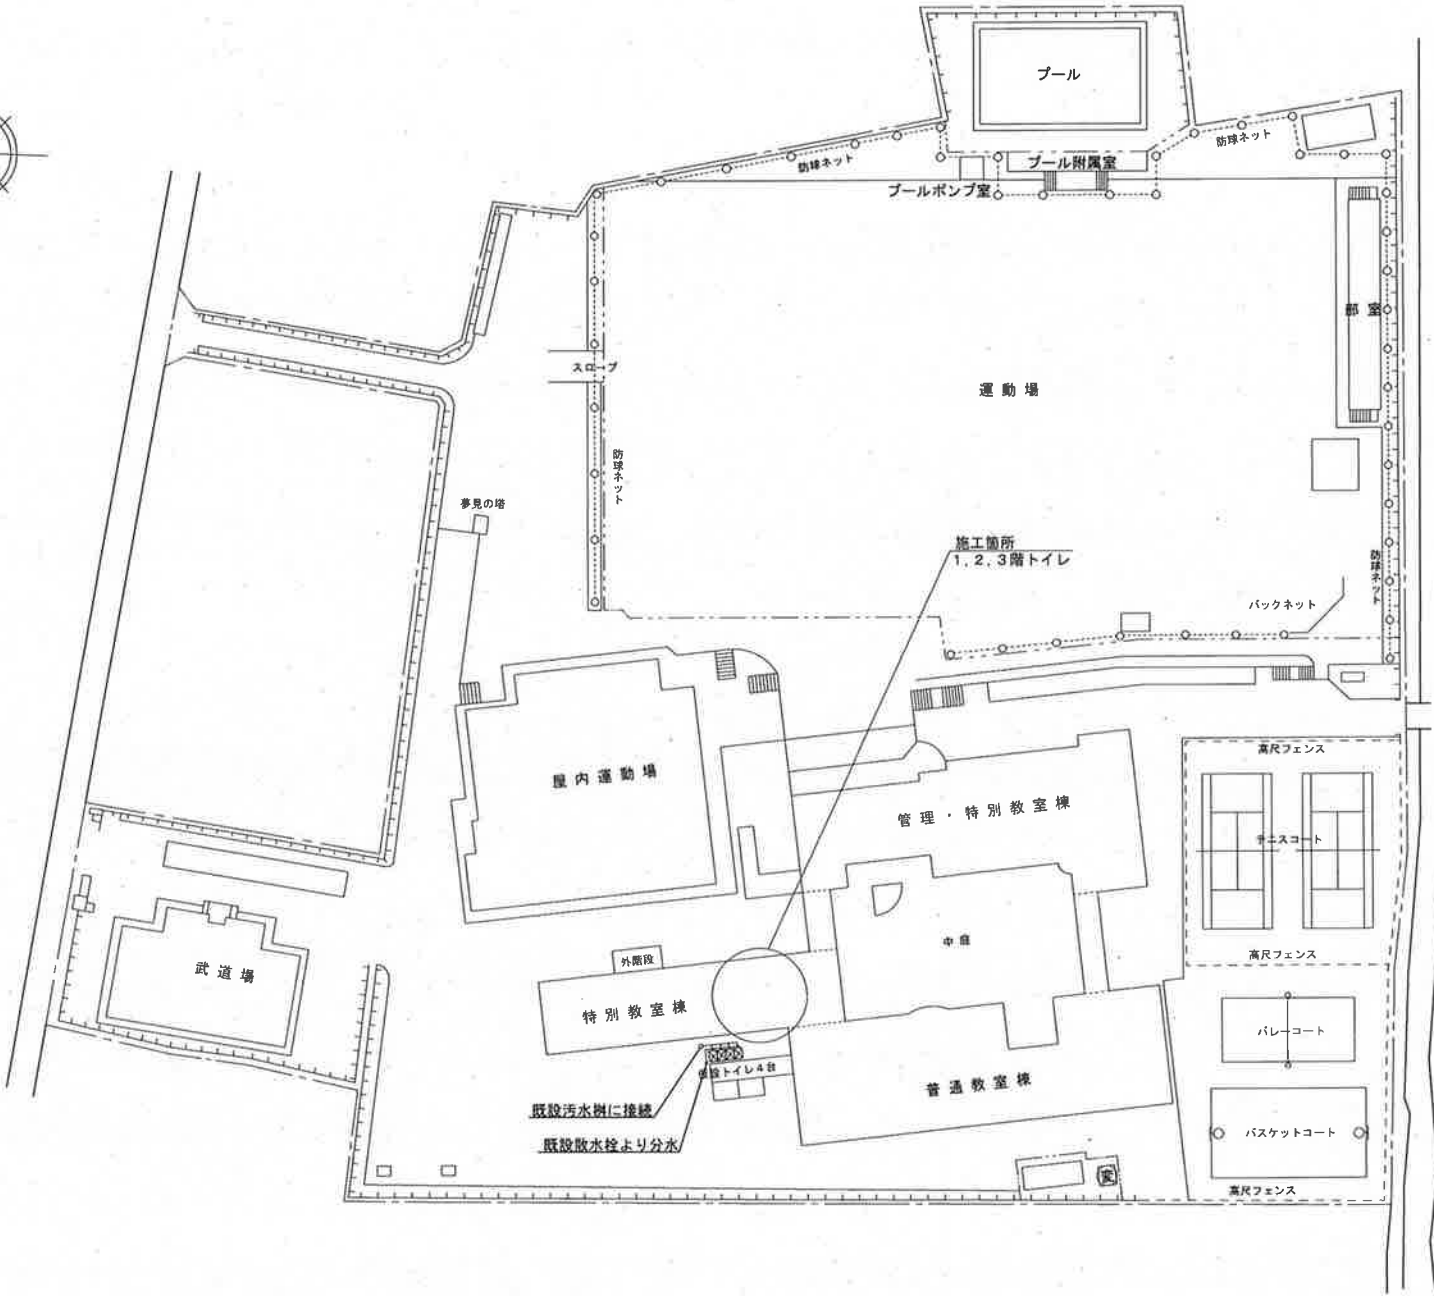 プール
防球ネット
防球ネット
プール附属室
プールポンプ室
部室
スロープ
運動場
防球ネット
夢見の塔
施工箇所
1,2,3階トイレ
防球ネット
バックネット
屋内運動場
高尺フェンス
管理・特別教室棟
テニスコート
中庭
高尺フェンス
外階段
武道場
特別教室棟
バレーコート
仮設トイレ4台
普通教室棟
既設汚水桝に接続
既設散水栓より分水
バスケットコート
変
高尺フェンス